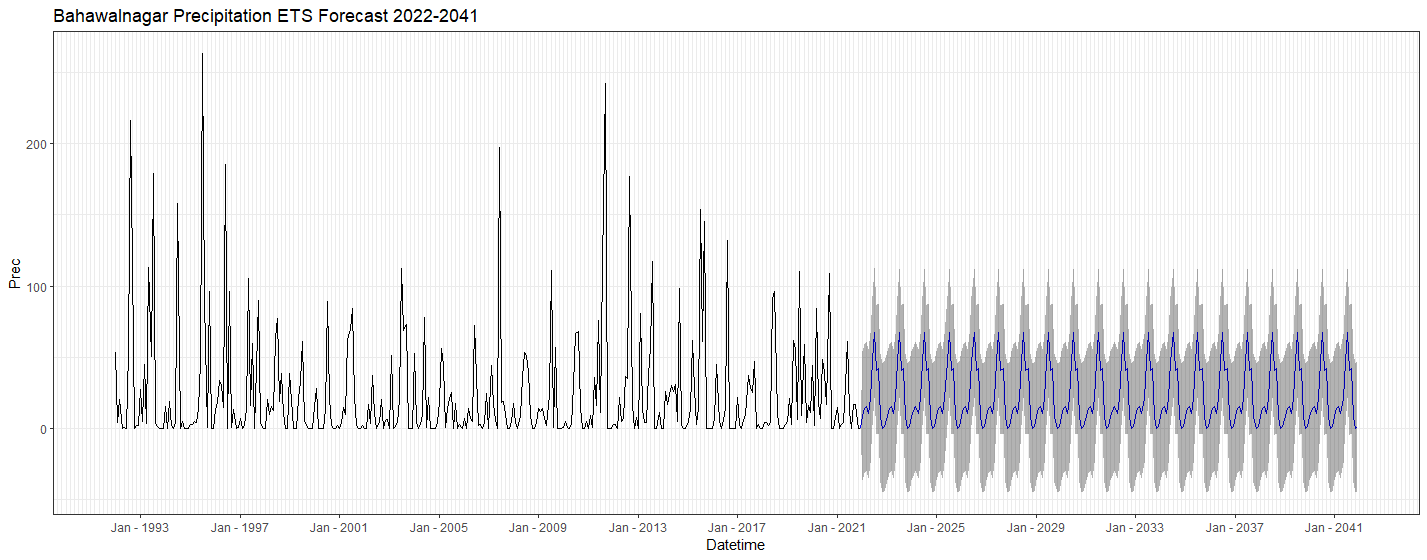 Bahawalnagar Precipitation ETS Forecast 2022-2041
Prec
200
100
0
Jan - 1993 Jan - 1997 Jan - 2001 Jan - 2005 Jan - 2009 Jan - 2013 Jan - 2017 Jan - 2021 Jan - 2025 Jan - 2029 Jan - 2033 Jan - 2037 Jan - 2041
Datetime